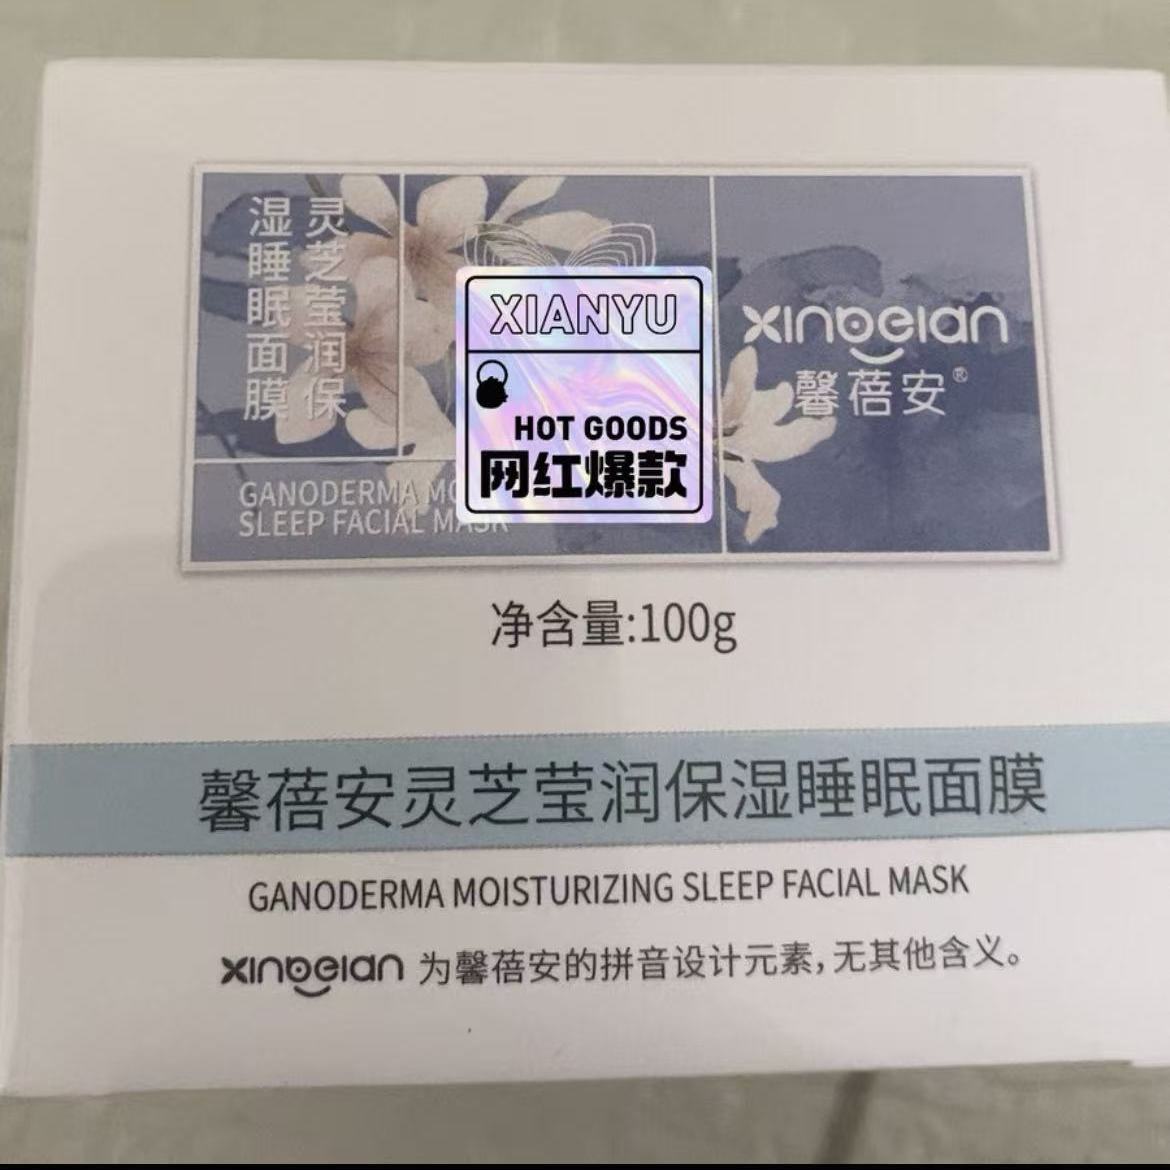 灵芝莹润保
湿睡眠面膜
XIANYU
HOT GOODS
网红爆款
xinbeian
馨蓓安®
GANODERMA MO
SLEEP FACIAL MASK
净含量:100g
馨蓓安灵芝莹润保湿睡眠面膜
GANODERMA MOISTURIZING SLEEP FACIAL MASK
xinbeian 为馨蓓安的拼音设计元素,无其他含义。